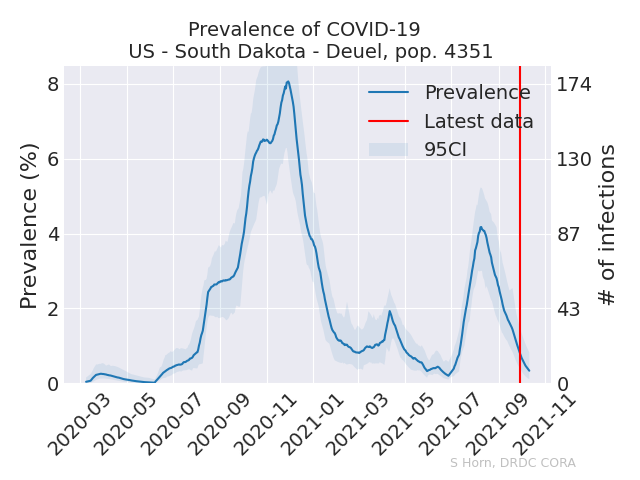 Prevalence of COVID-19
US - South Dakota - Deuel, pop. 4351
Prevalence
Latest data
95CI
Prevalence (%)
8
6
4
2
0
174
130
87
43
0
# of infections
2020-03
2020-05
2020-07
2020-09
2020-11
2021-01
2021-03
2021-05
2021-07
2021-09
2021-11
S Horn, DRDC CORA